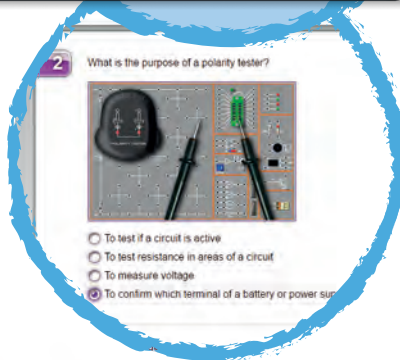 2
What is the purpose of a polarity tester?
To test if a circuit is active
To test resistance in areas of a circuit
To measure voltage
To confirm which terminal of a battery or power